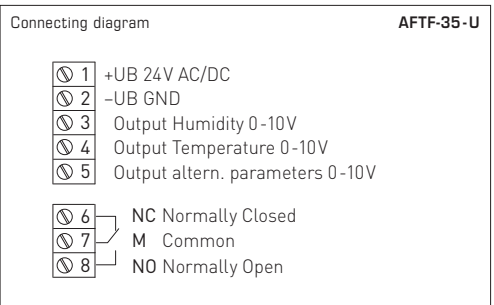 Connecting diagram AFTF-35-U
1 +UB 24V AC/DC
2 –UB GND
3 Output Humidity 0-10V
4 Output Temperature 0-10V
5 Output altern. parameters 0-10V
6 NC Normally Closed
7 M Common
8 NO Normally Open